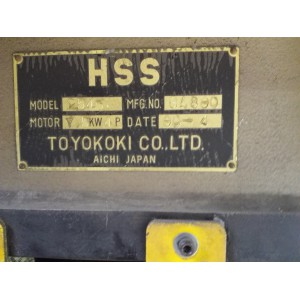 HSS
MODEL MFG.NO.
MOTOR KW P DATE
TOYOKOKI CO.,LTD.
AICHI JAPAN